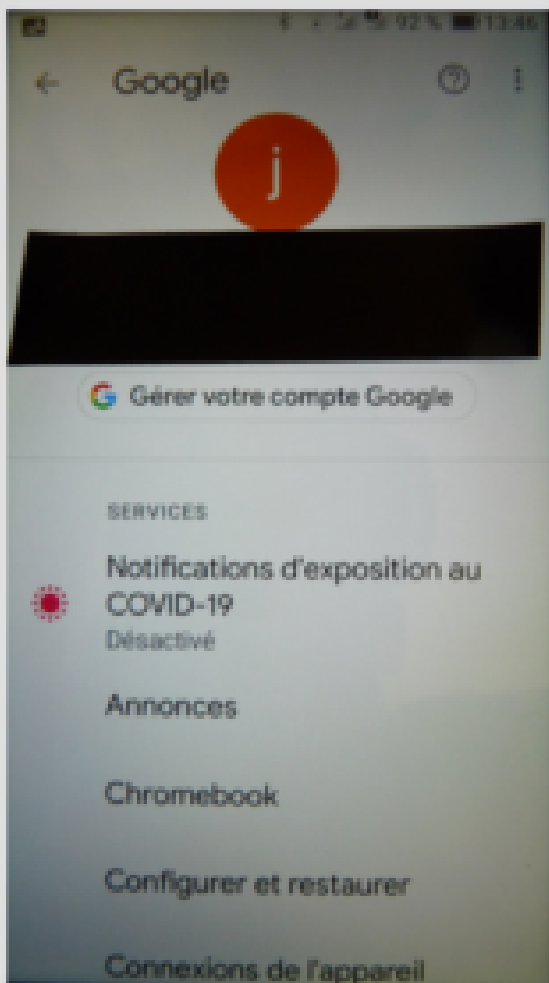 92 % 13:46
Google
j
Gérer votre compte Google
SERVICES
Notifications d'exposition au
COVID-19
Désactivé
Annonces
Chromebook
Configurer et restaurer
Connexions de l'appareil